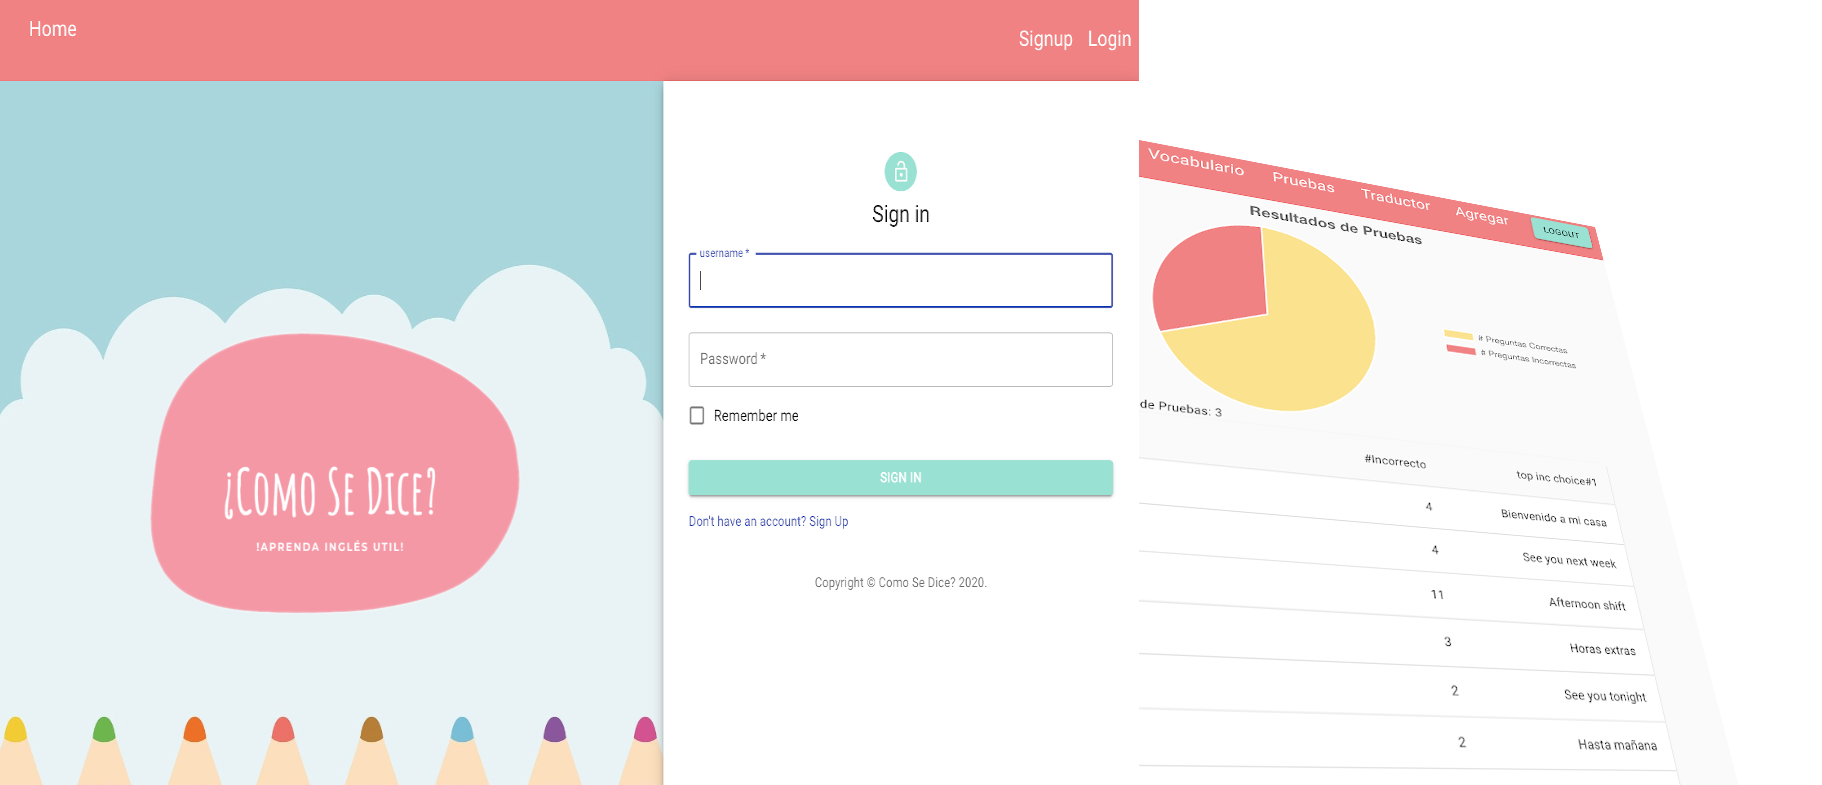 Home
Signup Login
¿Como Se Dice?
!APRENDA INGLÉS UTIL!
Sign in
username *
Password *
Remember me
SIGN IN
Don't have an account? Sign Up
Copyright © Como Se Dice? 2020.
Vocabulario Pruebas Traductor Agregar LOGOUT
Resultados de Pruebas
# Preguntas Correctas
# Preguntas Incorrectas
de Pruebas: 3
#Incorrecto top inc choice#1
4 Bienvenido a mi casa
4 See you next week
11 Afternoon shift
3 Horas extras
2 See you tonight
2 Hasta mañana